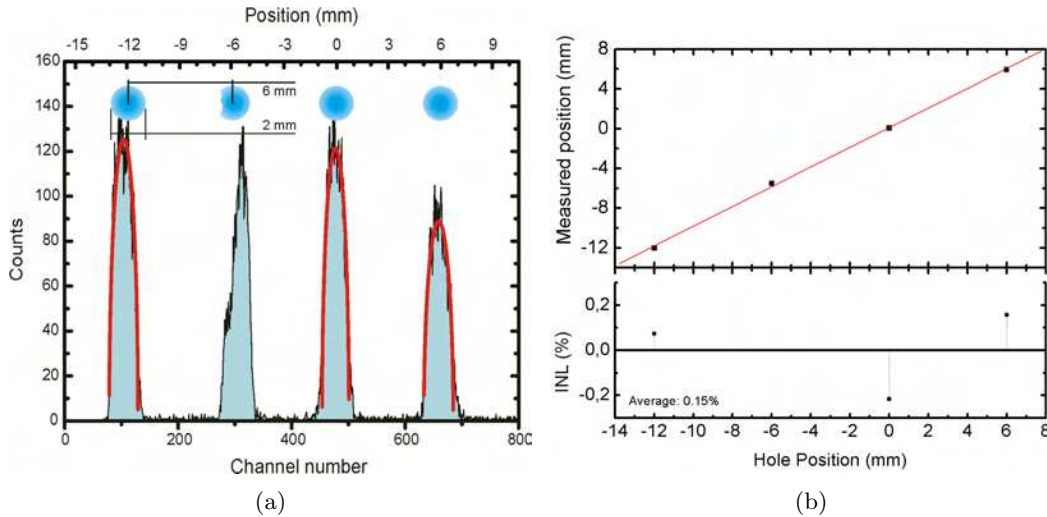 Position (mm)
-15 -12 -9 -6 -3 0 3 6 9
160
140
120
100
80
60
40
20
0
Counts
6 mm
2 mm
0 200 400 600 800
Channel number
(a)
8
4
0
-4
-8
-12
Measured position (mm)
0,2
0,0
-0,2
INL (%)
Average: 0.15%
-14 -12 -10 -8 -6 -4 -2 0 2 4 6 8
Hole Position (mm)
(b)